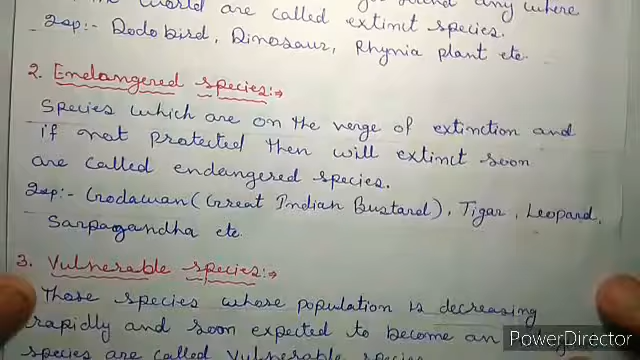 the world are called extinct species.
Exp:- Dodo bird, Dinosaur, Rhynia plant etc.
2. Endangered species:→
Species which are on the verge of extinction and
if not protected then will extinct soon
are called endangered species.
Exp:- Godawan (Great Indian Bustard), Tigar, Leopard,
Sarpagandha etc.
3. Vulnerable species:→
Those species whose population is decreasing
rapidly and soon expected to become an
species are called Vulnerable species
PowerDirector